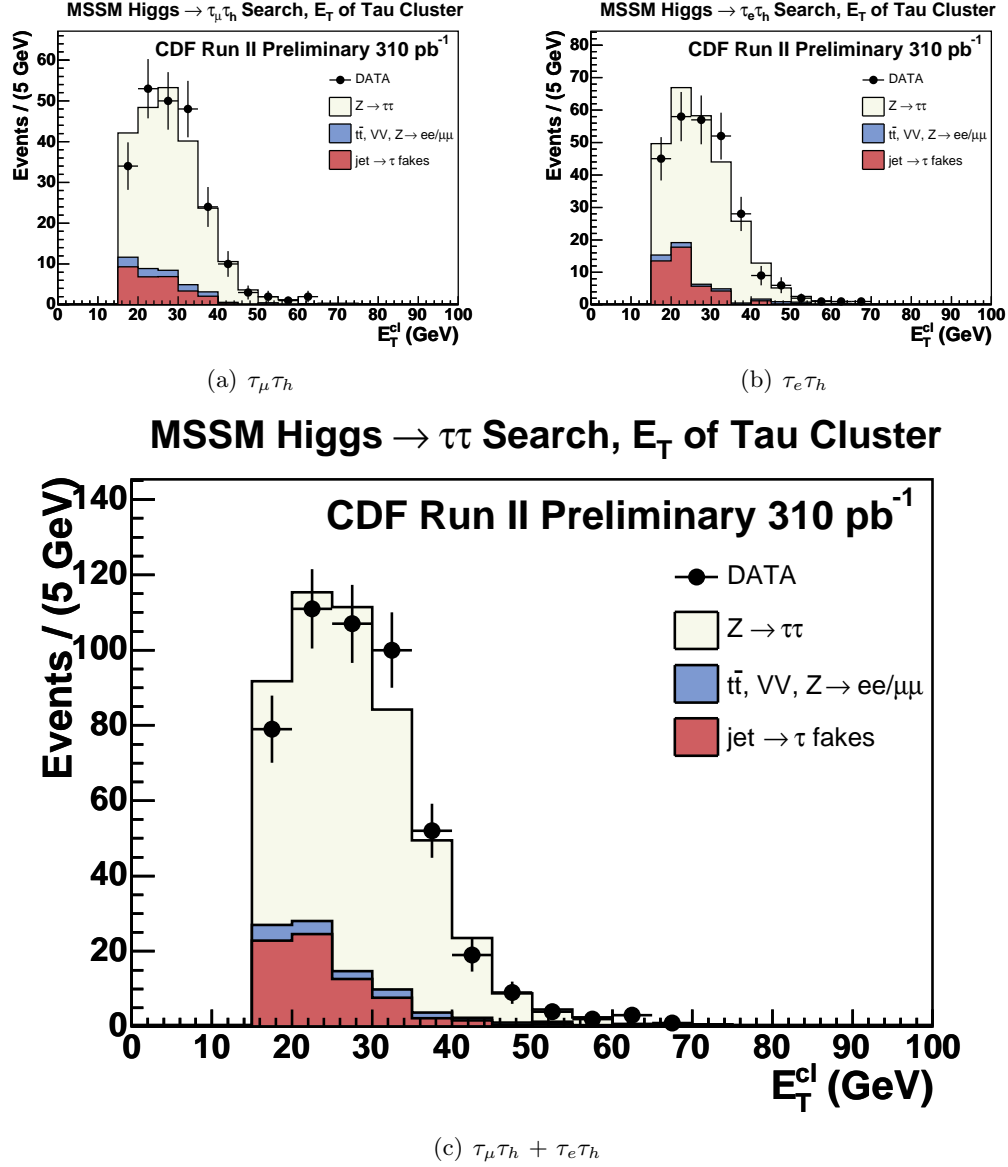 MSSM Higgs → τμτh Search, ET of Tau Cluster
CDF Run II Preliminary 310 pb-1
DATA
Z → ττ
tt̄, VV, Z → ee/μμ
jet → τ fakes
Events / (5 GeV)
60
50
40
30
20
10
0
0 10 20 30 40 50 60 70 80 90 100
ETcl (GeV)
(a) τμτh
MSSM Higgs → τeτh Search, ET of Tau Cluster
CDF Run II Preliminary 310 pb-1
DATA
Z → ττ
tt̄, VV, Z → ee/μμ
jet → τ fakes
Events / (5 GeV)
80
70
60
50
40
30
20
10
0
0 10 20 30 40 50 60 70 80 90 100
ETcl (GeV)
(b) τeτh
MSSM Higgs → ττ Search, ET of Tau Cluster
CDF Run II Preliminary 310 pb-1
DATA
Z → ττ
tt̄, VV, Z → ee/μμ
jet → τ fakes
Events / (5 GeV)
140
120
100
80
60
40
20
0
0 10 20 30 40 50 60 70 80 90 100
ETcl (GeV)
(c) τμτh + τeτh